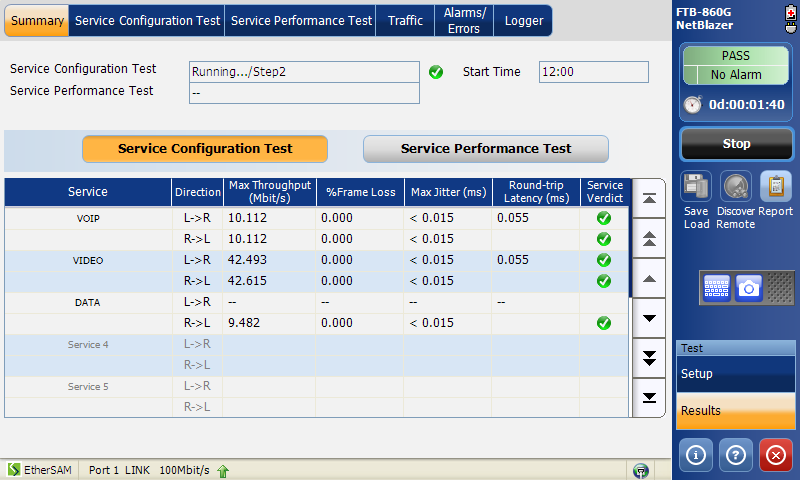 Summary Service Configuration Test Service Performance Test Traffic Alarms/ Errors Logger
FTB-860G
NetBlazer
Service Configuration Test Running.../Step2 Start Time 12:00
Service Performance Test --
PASS
No Alarm
0d:00:01:40
Stop
Service Configuration Test Service Performance Test
Service Direction Max Throughput (Mbit/s) %Frame Loss Max Jitter (ms) Round-trip Latency (ms) Service Verdict
VOIP L->R 10.112 0.000 < 0.015 0.055
R->L 10.112 0.000 < 0.015
VIDEO L->R 42.493 0.000 < 0.015 0.055
R->L 42.615 0.000 < 0.015
DATA L->R -- -- -- --
R->L 9.482 0.000 < 0.015
Service 4 L->R
R->L
Service 5 L->R
R->L
Save Load Discover Remote Report
Test
Setup
Results
EtherSAM Port 1 LINK 100Mbit/s